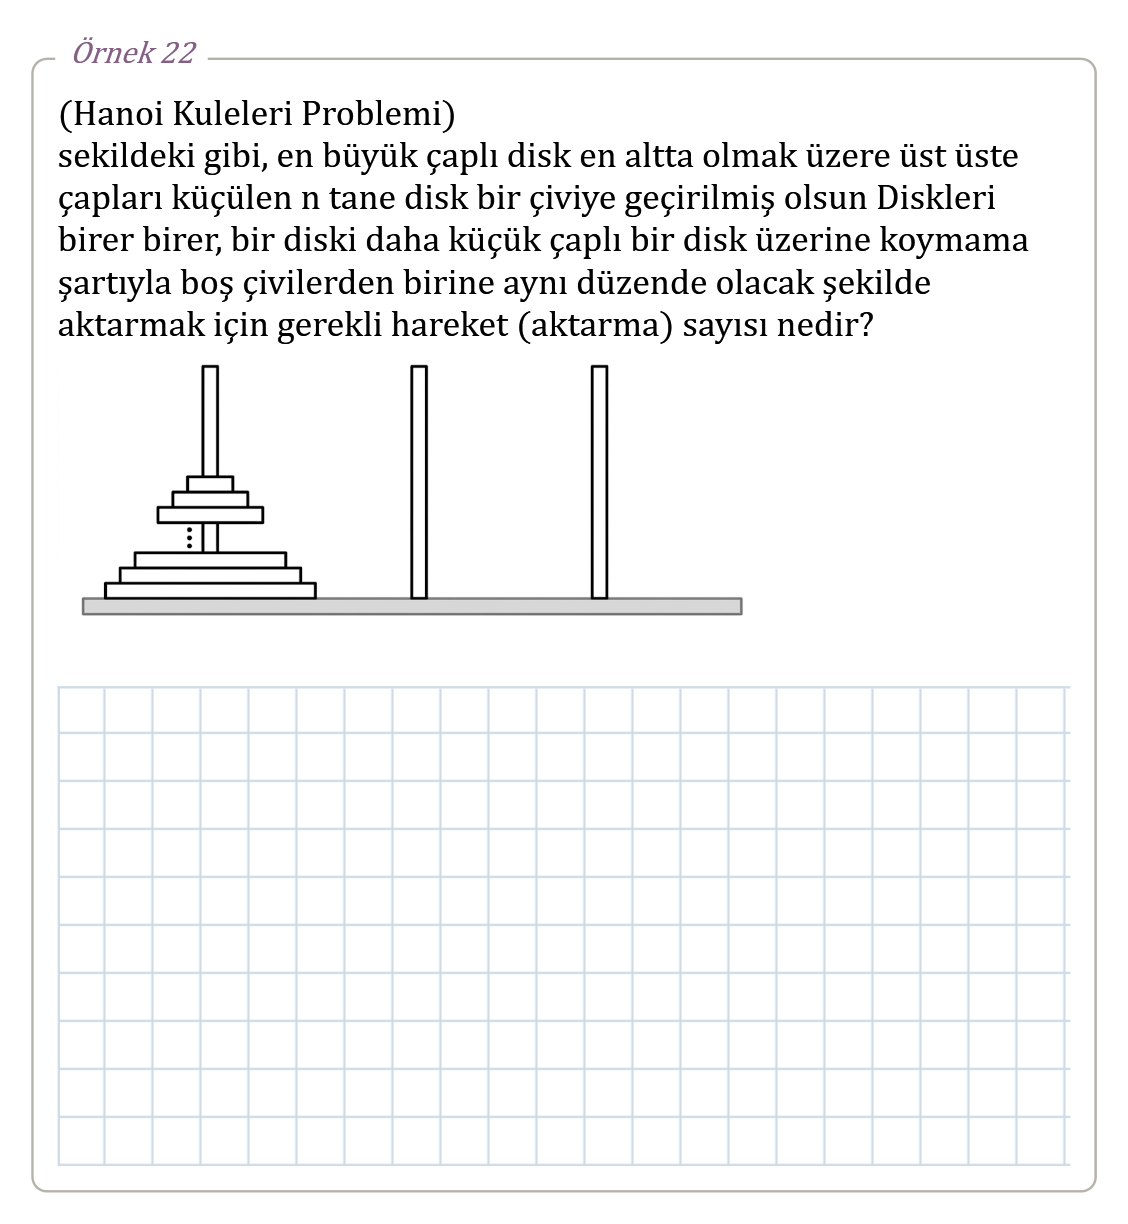 Örnek 22
(Hanoi Kuleleri Problemi)
sekildeki gibi, en büyük çaplı disk en altta olmak üzere üst üste
çapları küçülen n tane disk bir çiviye geçirilmiş olsun Diskleri
birer birer, bir diski daha küçük çaplı bir disk üzerine koymama
şartıyla boş çivilerden birine aynı düzende olacak şekilde
aktarmak için gerekli hareket (aktarma) sayısı nedir?